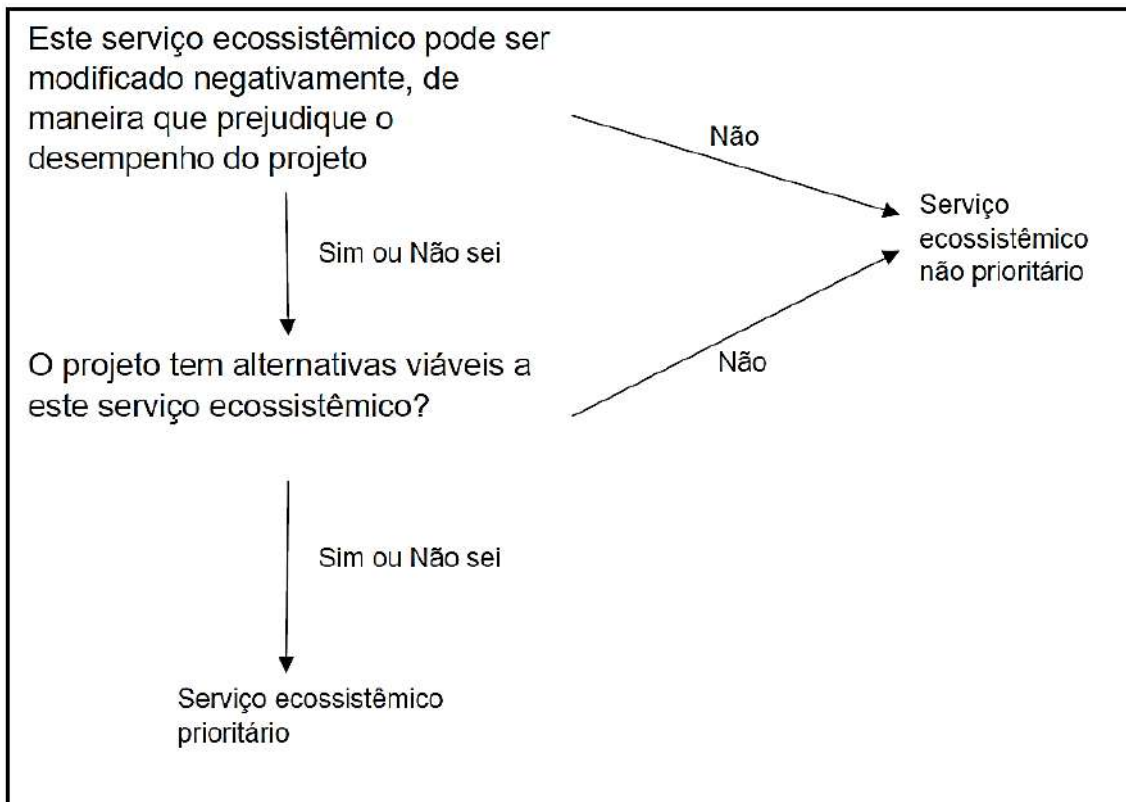 Este serviço ecossistêmico pode ser
modificado negativamente, de
maneira que prejudique o
desempenho do projeto
Não
Serviço
ecossistêmico
não prioritário
Sim ou Não sei
O projeto tem alternativas viáveis a
este serviço ecossistêmico?
Não
Sim ou Não sei
Serviço ecossistêmico
prioritário